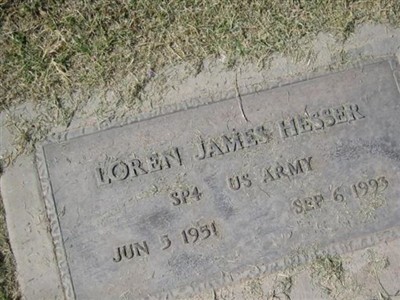 LOREN JAMES HESSER
SP4 US ARMY
JUN 5 1951 SEP 6 1993